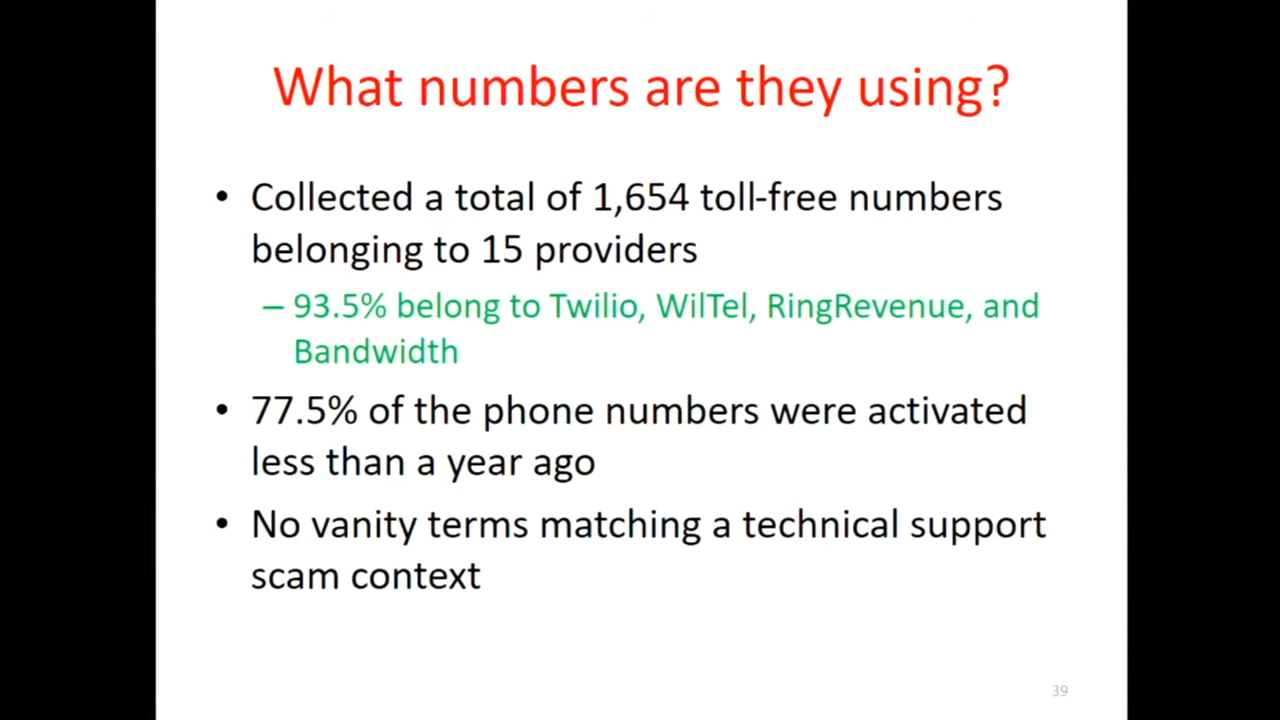 What numbers are they using?
• Collected a total of 1,654 toll-free numbers
belonging to 15 providers
– 93.5% belong to Twilio, WilTel, RingRevenue, and
Bandwidth
• 77.5% of the phone numbers were activated
less than a year ago
• No vanity terms matching a technical support
scam context
39